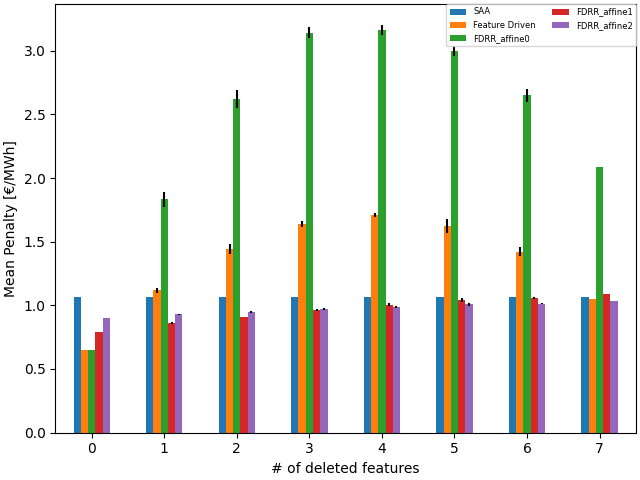 SAA
Feature Driven
FDRR_affine0
FDRR_affine1
FDRR_affine2
Mean Penalty [€/MWh]
3.0
2.5
2.0
1.5
1.0
0.5
0.0
0 1 2 3 4 5 6 7
# of deleted features